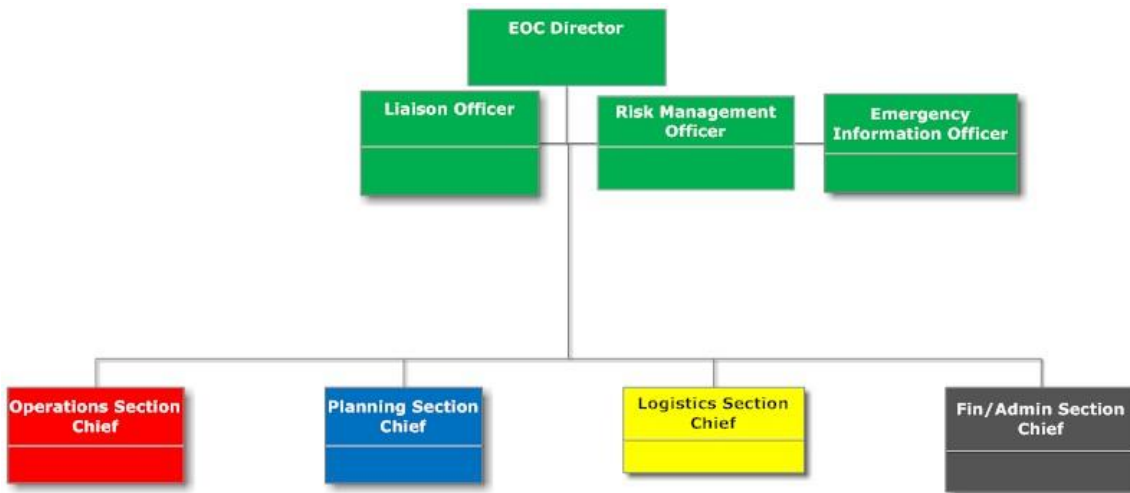 EOC Director
Liaison Officer
Risk Management
Officer
Emergency
Information Officer
Operations Section
Chief
Planning Section
Chief
Logistics Section
Chief
Fin/Admin Section
Chief